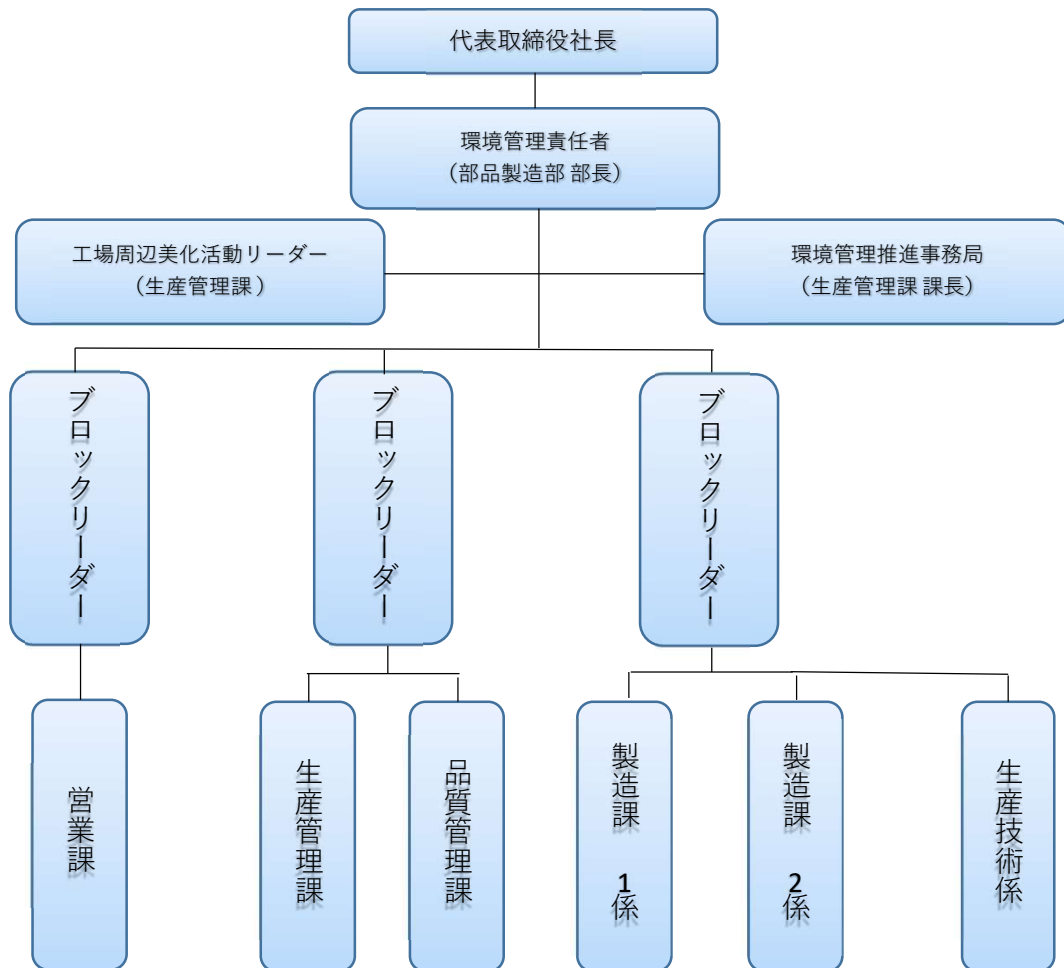 代表取締役社長
環境管理責任者
（部品製造部 部長）
工場周辺美化活動リーダー
（生産管理課 ）
環境管理推進事務局
（生産管理課 課長）
ブロックリーダー
ブロックリーダー
ブロックリーダー
営業課
生産管理課
品質管理課
製造課 1係
製造課 2係
生産技術係